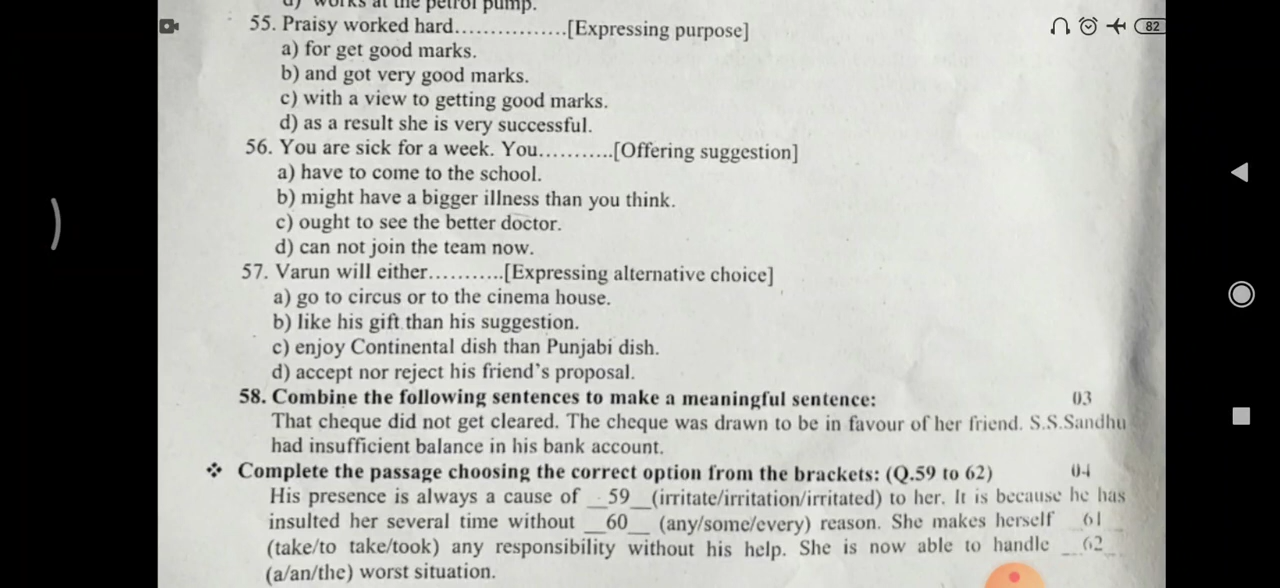 d) works at the petrol pump.
55. Praisy worked hard...............[Expressing purpose]
82
a) for get good marks.
b) and got very good marks.
c) with a view to getting good marks.
d) as a result she is very successful.
56. You are sick for a week. You..........[Offering suggestion]
a) have to come to the school.
b) might have a bigger illness than you think.
c) ought to see the better doctor.
d) can not join the team now.
57. Varun will either..........[Expressing alternative choice]
a) go to circus or to the cinema house.
b) like his gift than his suggestion.
c) enjoy Continental dish than Punjabi dish.
d) accept nor reject his friend's proposal.
58. Combine the following sentences to make a meaningful sentence: 03
That cheque did not get cleared. The cheque was drawn to be in favour of her friend. S.S.Sandhu
had insufficient balance in his bank account.
❖ Complete the passage choosing the correct option from the brackets: (Q.59 to 62) 04
His presence is always a cause of __59__(irritate/irritation/irritated) to her. It is because he has
insulted her several time without __60__ (any/some/every) reason. She makes herself __61__
(take/to take/took) any responsibility without his help. She is now able to handle __62__
(a/an/the) worst situation.